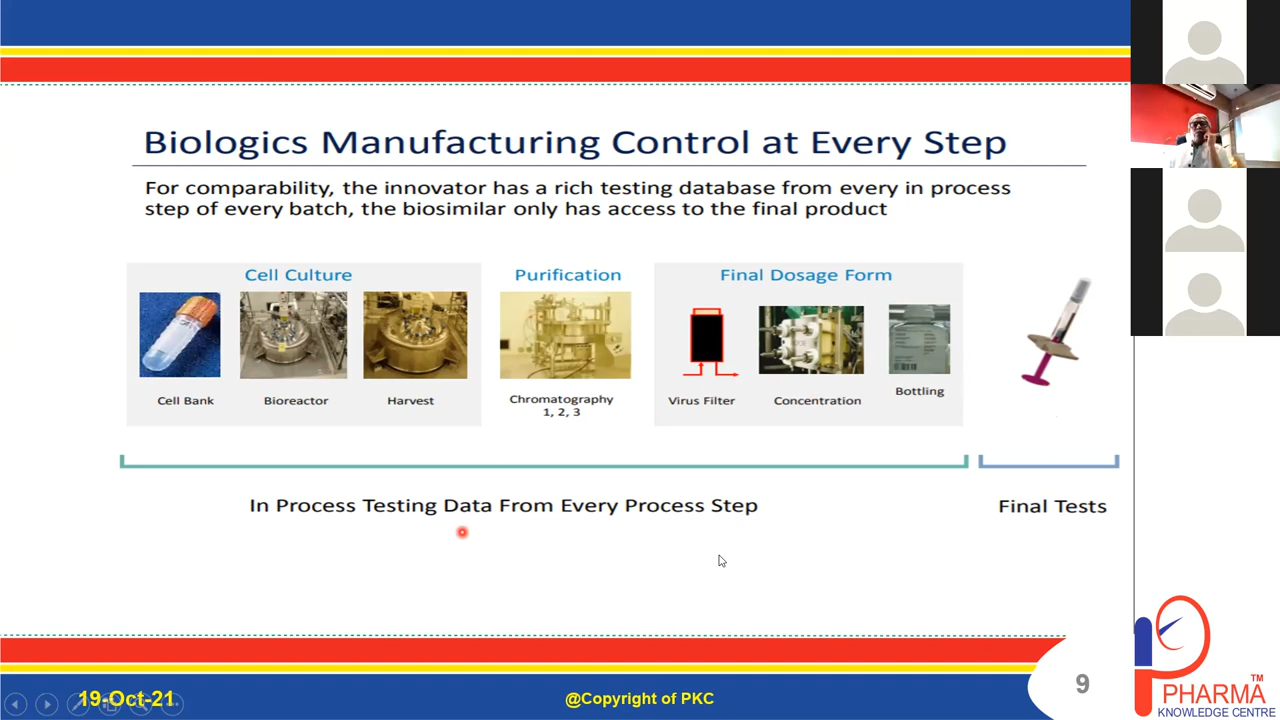 Biologics Manufacturing Control at Every Step
For comparability, the innovator has a rich testing database from every in process
step of every batch, the biosimilar only has access to the final product
Cell Culture
Purification
Final Dosage Form
Cell Bank
Bioreactor
Harvest
Chromatography
1, 2, 3
Virus Filter
Concentration
Bottling
In Process Testing Data From Every Process Step
Final Tests
19-Oct-21
@Copyright of PKC
9
PHARMA TM
KNOWLEDGE CENTRE